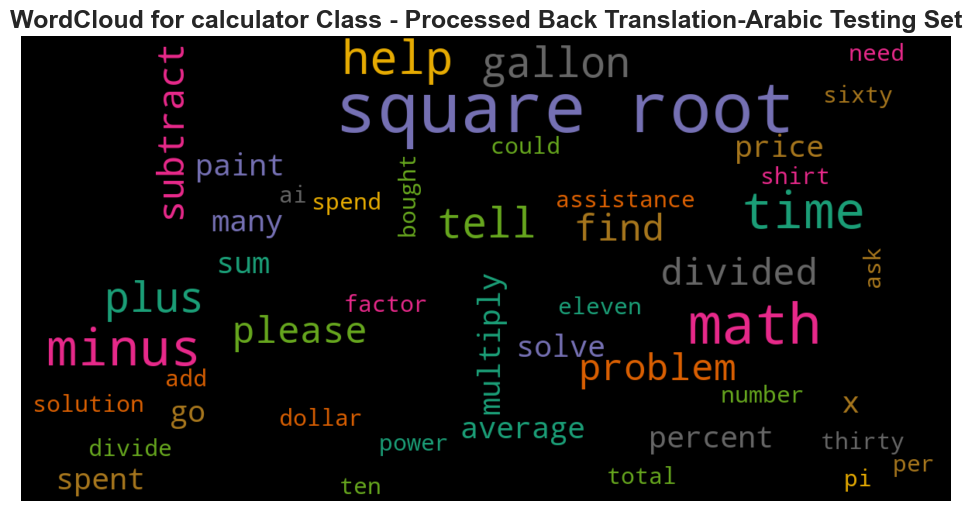 WordCloud for calculator Class - Processed Back Translation-Arabic Testing Set
help
gallon
need
subtract
square root
sixty
could
price
paint
bought
shirt
ai
spend
assistance
time
many
tell
find
sum
divided
ask
plus
factor
multiply
eleven
math
minus
please
solve
problem
add
number
solution
go
dollar
x
average
percent
divide
power
thirty
spent
ten
total
pi
per